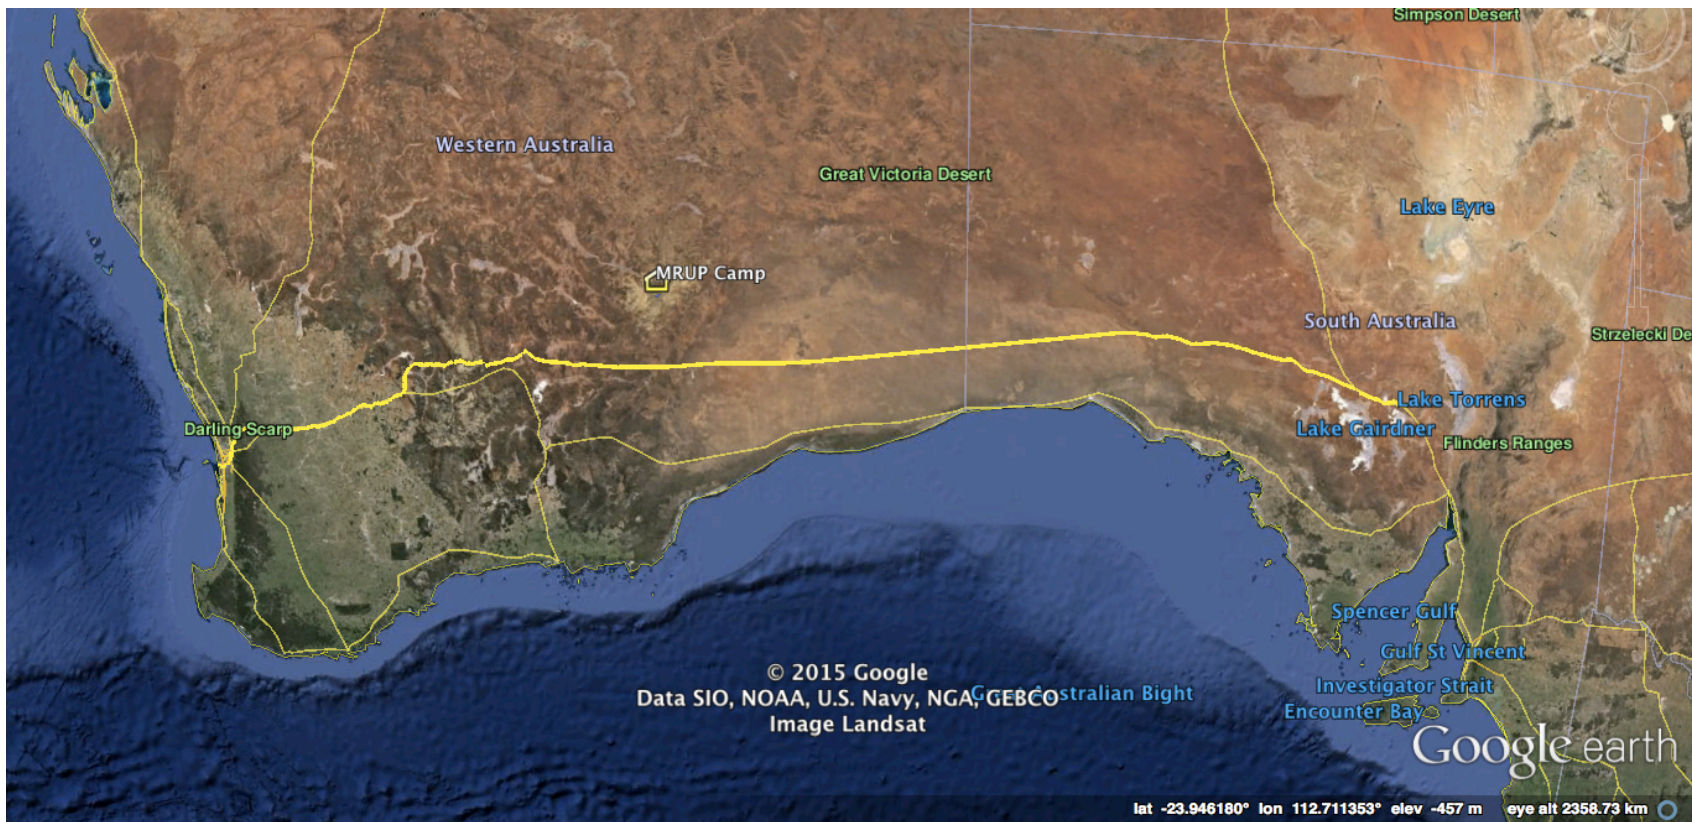 Simpson Desert
Western Australia
Great Victoria Desert
Lake Eyre
MRUP Camp
South Australia
Strzelecki De
Lake Torrens
Darling Scarp
Lake Gairdner
Flinders Ranges
Spencer Gulf
Gulf St Vincent
© 2015 Google
Data SIO, NOAA, U.S. Navy, NGA, GEBCO
Image Landsat
Australian Bight
Investigator Strait
Encounter Bay
Google earth
lat -23.946180° lon 112.711353° elev -457 m eye alt 2358.73 km